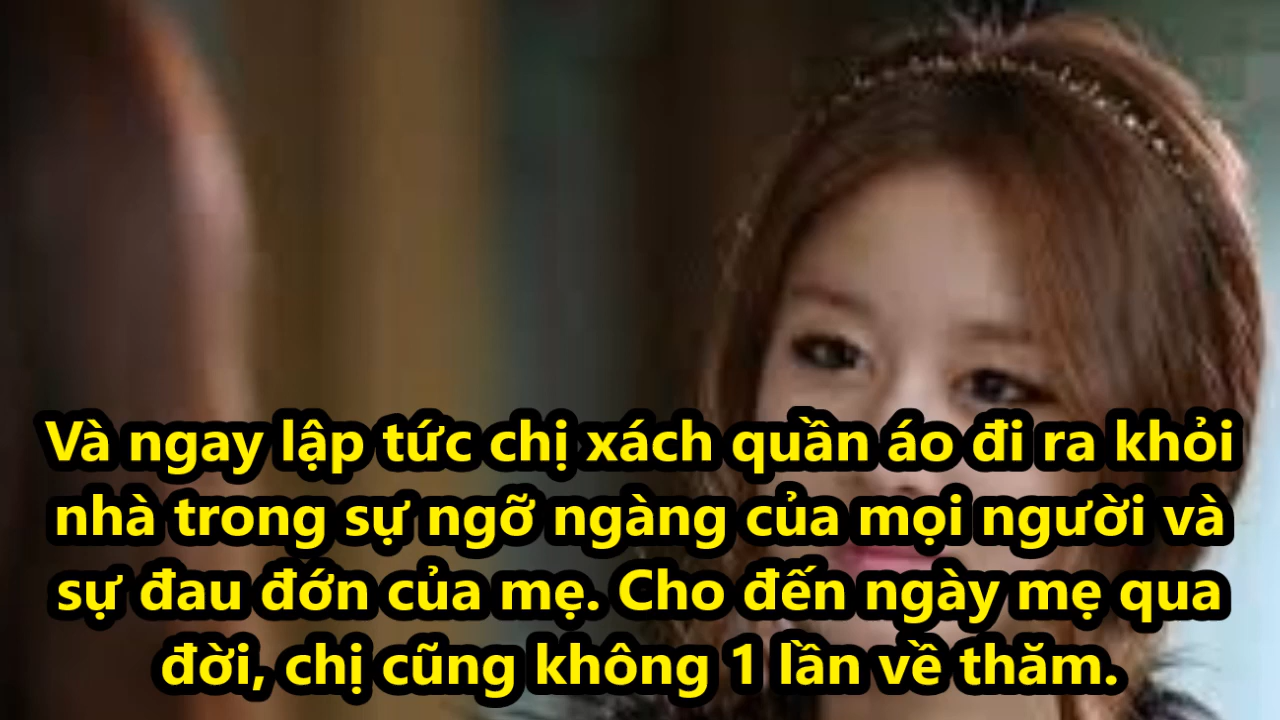 Và ngay lập tức chị xách quần áo đi ra khỏi
nhà trong sự ngỡ ngàng của mọi người và
sự đau đớn của mẹ. Cho đến ngày mẹ qua
đời, chị cũng không 1 lần về thăm.